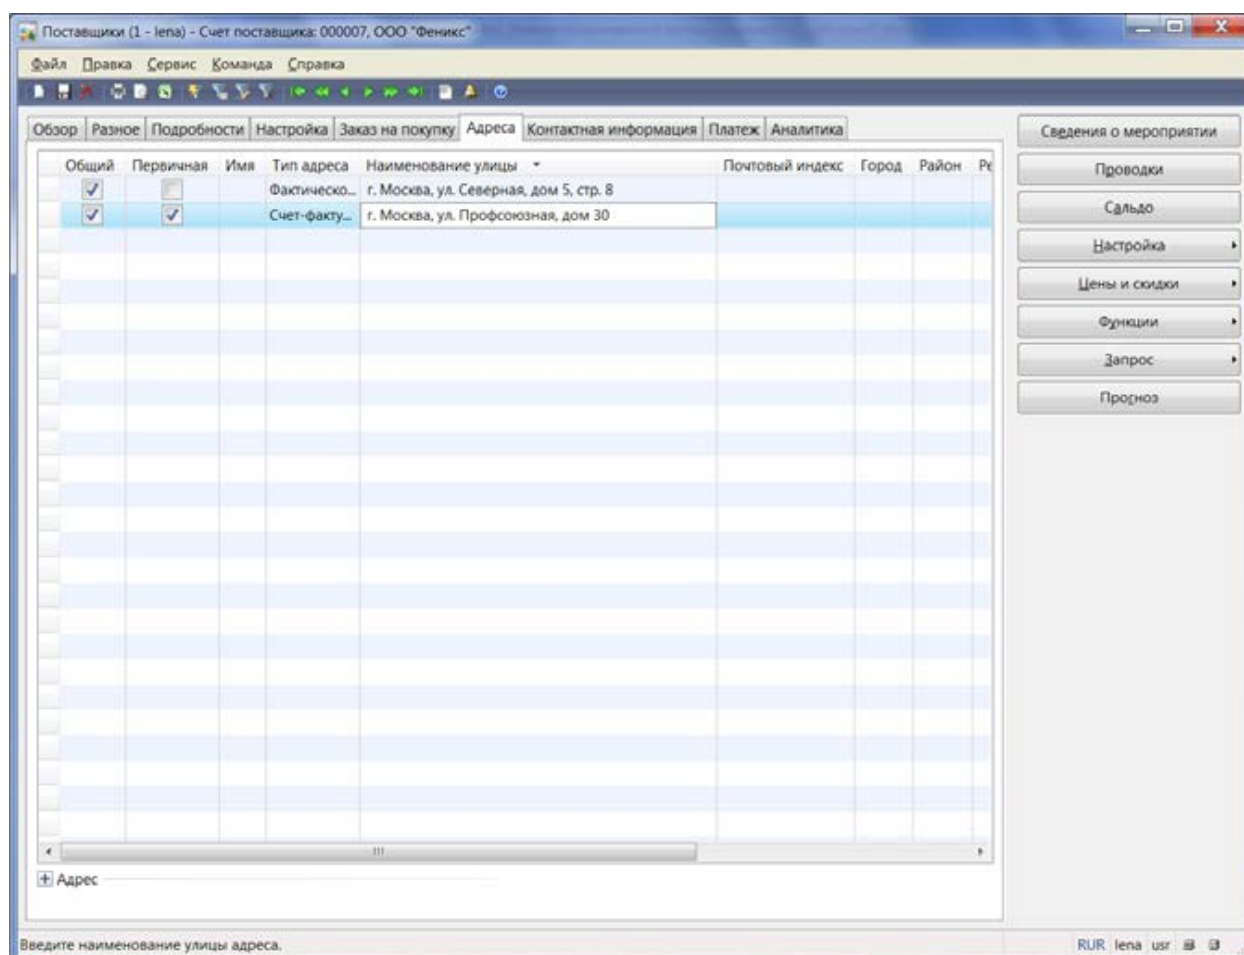 Поставщики (1 - lena) - Счет поставщика: 000007, ООО "Феникс"
Файл Правка Сервис Команда Справка
Обзор Разное Подробности Настройка Заказ на покупку Адреса Контактная информация Платеж Аналитика
Общий Первичная Имя Тип адреса Наименование улицы Почтовый индекс Город Район Ре
Фактическо... г. Москва, ул. Северная, дом 5, стр. 8
Счет-факту... г. Москва, ул. Профсоюзная, дом 30
Сведения о мероприятии
Проводки
Сальдо
Настройка
Цены и скидки
Функции
Запрос
Прогноз
Адрес
Введите наименование улицы адреса.
RUR lena usr